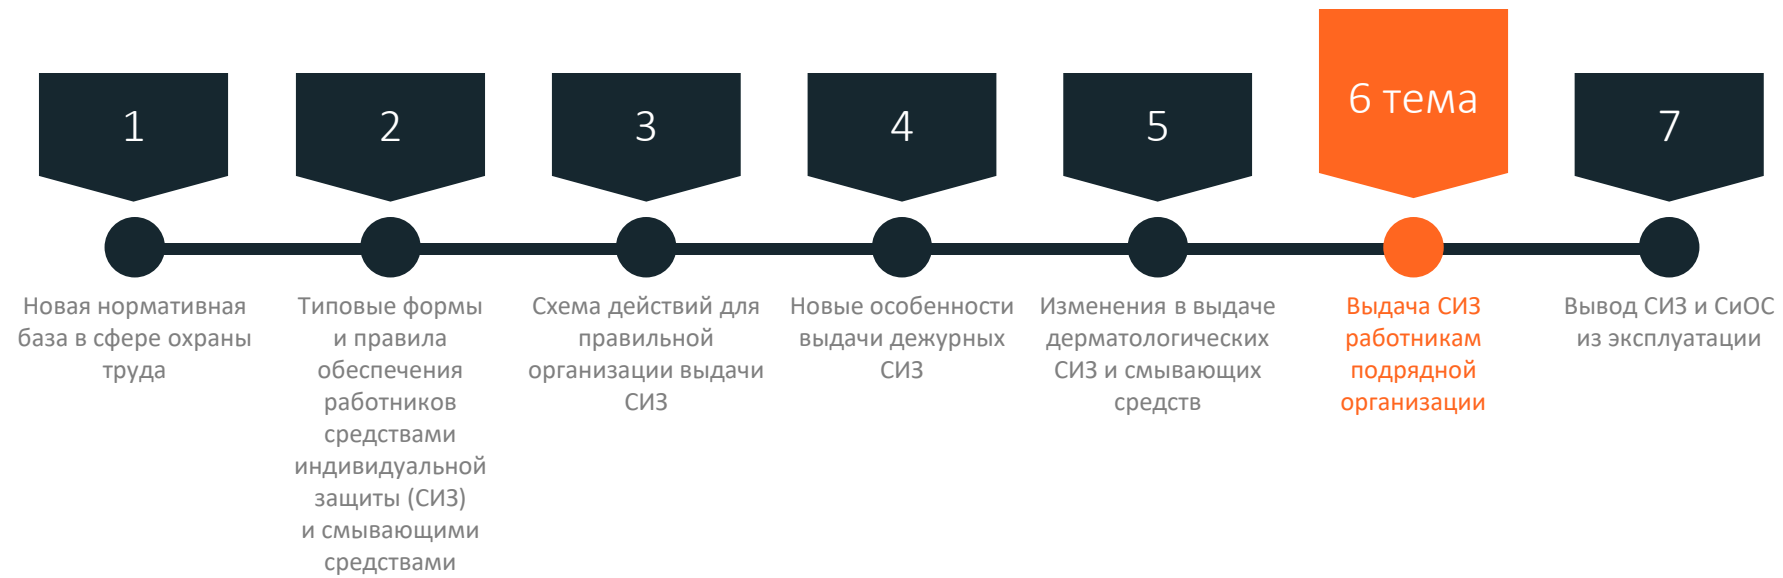 1
2
3
4
5
6 тема
7
Новая нормативная
база в сфере охраны
труда
Типовые формы
и правила
обеспечения
работников
средствами
индивидуальной
защиты (СИЗ)
и смывающими
средствами
Схема действий для
правильной
организации выдачи
СИЗ
Новые особенности
выдачи дежурных
СИЗ
Изменения в выдаче
дерматологических
СИЗ и смывающих
средств
Выдача СИЗ
работникам
подрядной
организации
Вывод СИЗ и СиОС
из эксплуатации